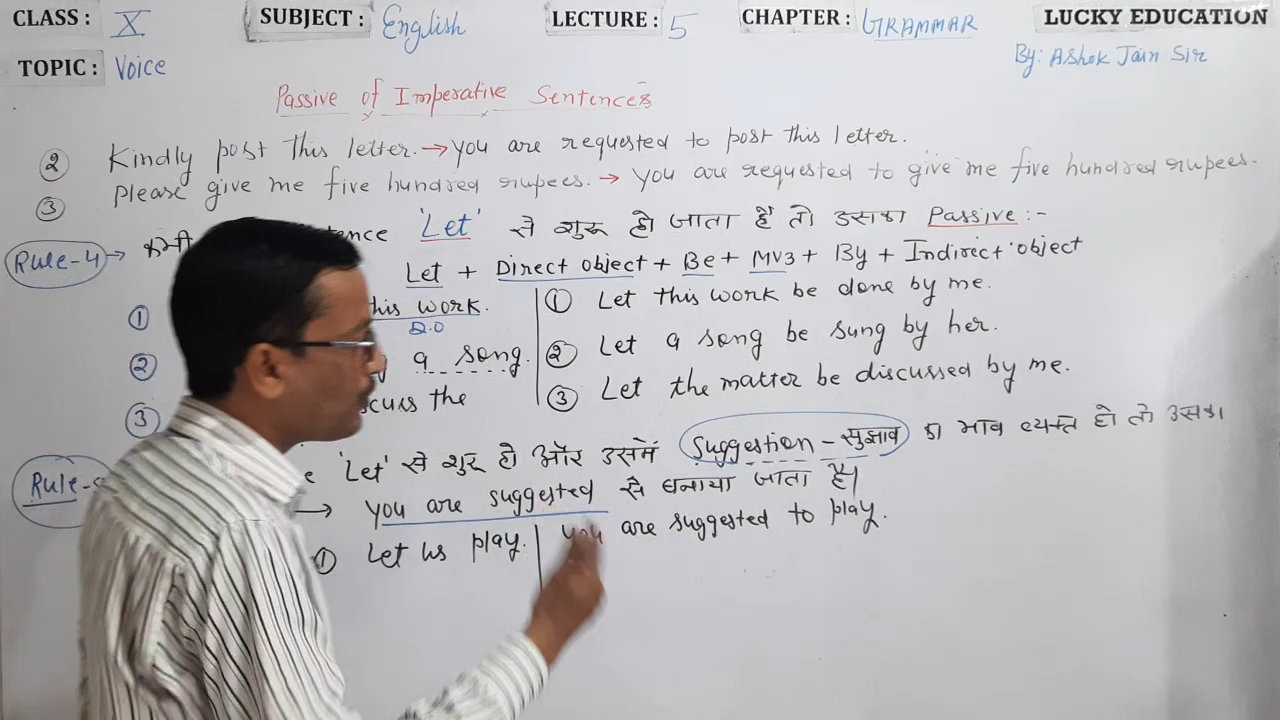 CLASS : X SUBJECT : English LECTURE : 5 CHAPTER : GRAMMAR LUCKY EDUCATION
TOPIC : Voice By: Ashok Jain Sir
Passive of Imperative Sentences
② Kindly post this letter. → you are requested to post this letter.
③ Please give me five hundred rupees. → you are requested to give me five hundred rupees.
Rule-4 → 'Let' से शुरू हो जाता है तो उसका Passive :-
Let + Direct object + Be + MV3 + By + Indirect object
① this work. ① Let this work be done by me.
D.O
② a song. ② Let a song be sung by her.
③ the ③ Let the matter be discussed by me.
'Let' से शुरू हो और उसमें Suggestion - सुझाव का भाव व्यक्त हो तो उसका
→ you are suggested से बनाया जाता है।
① Let us play. you are suggested to play.